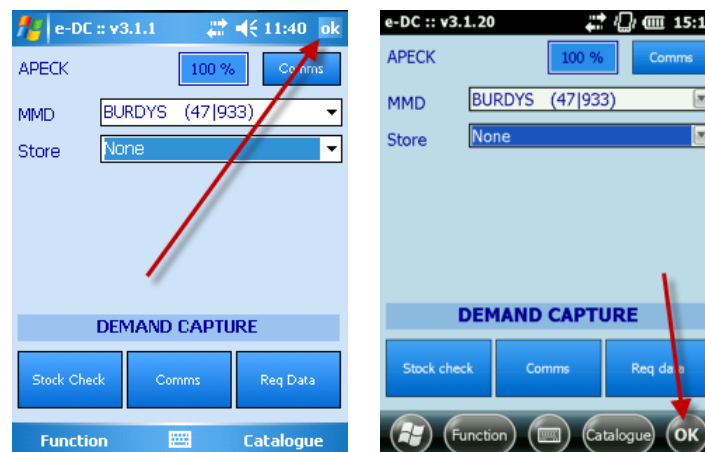 e-DC :: v3.1.1 11:40 ok
APECK 100 % Comms
MMD BURDYS (47|933)
Store None
DEMAND CAPTURE
Stock Check Comms Req Data
Function Catalogue
e-DC :: v3.1.20 15:1
APECK 100 % Comms
MMD BURDYS (47|933)
Store None
DEMAND CAPTURE
Stock check Comms Req data
Function Catalogue OK